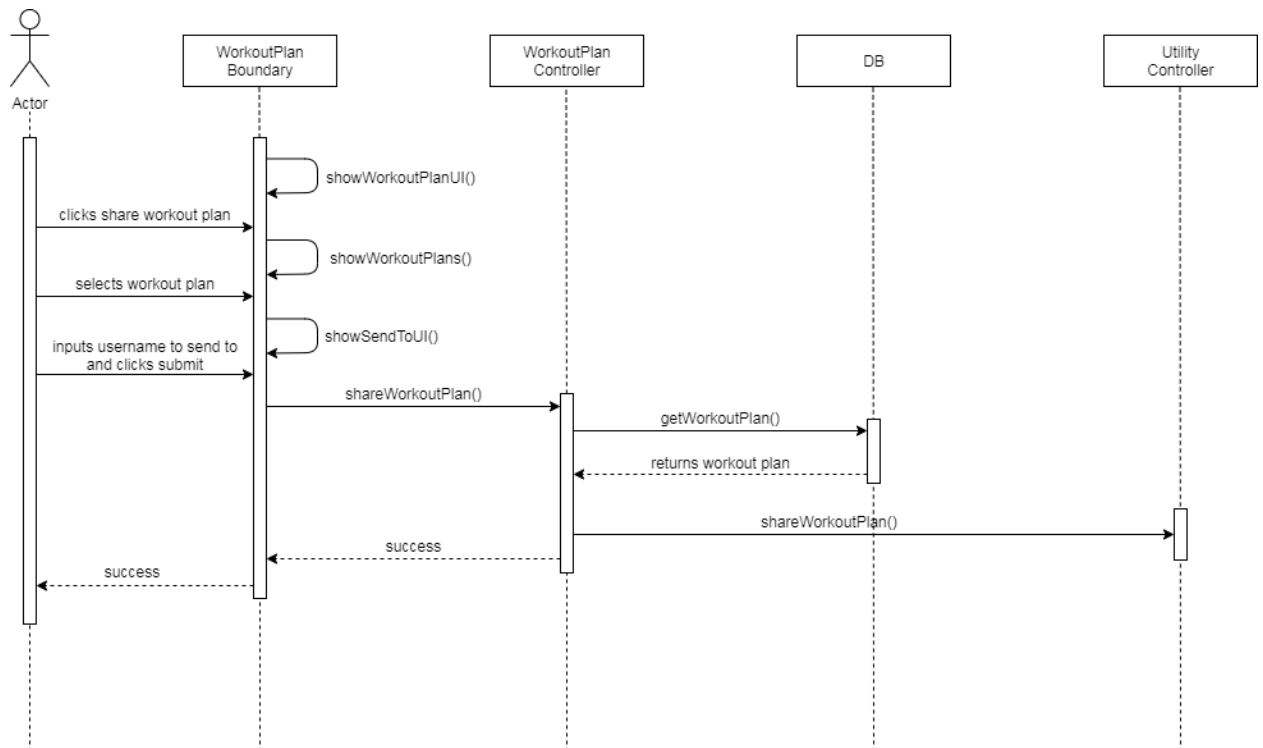 WorkoutPlan
Boundary
WorkoutPlan
Controller
DB
Utility
Controller
Actor
showWorkoutPlanUI()
clicks share workout plan
showWorkoutPlans()
selects workout plan
showSendToUI()
inputs username to send to
and clicks submit
shareWorkoutPlan()
getWorkoutPlan()
returns workout plan
shareWorkoutPlan()
success
success